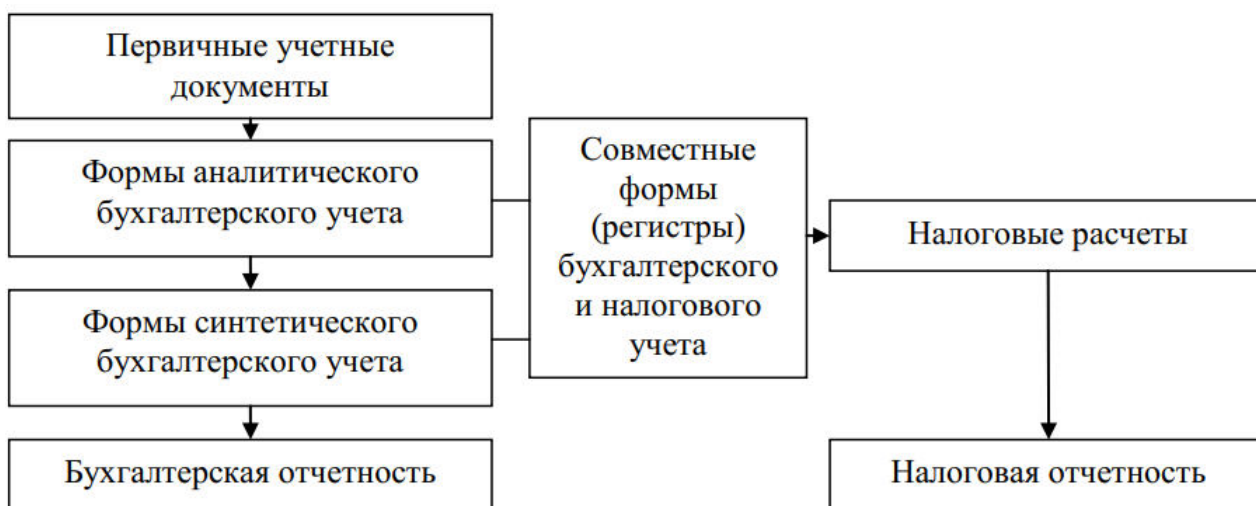 Первичные учетные
документы
Формы аналитического
бухгалтерского учета
Формы синтетического
бухгалтерского учета
Бухгалтерская отчетность
Совместные
формы
(регистры)
бухгалтерского
и налогового
учета
Налоговые расчеты
Налоговая отчетность